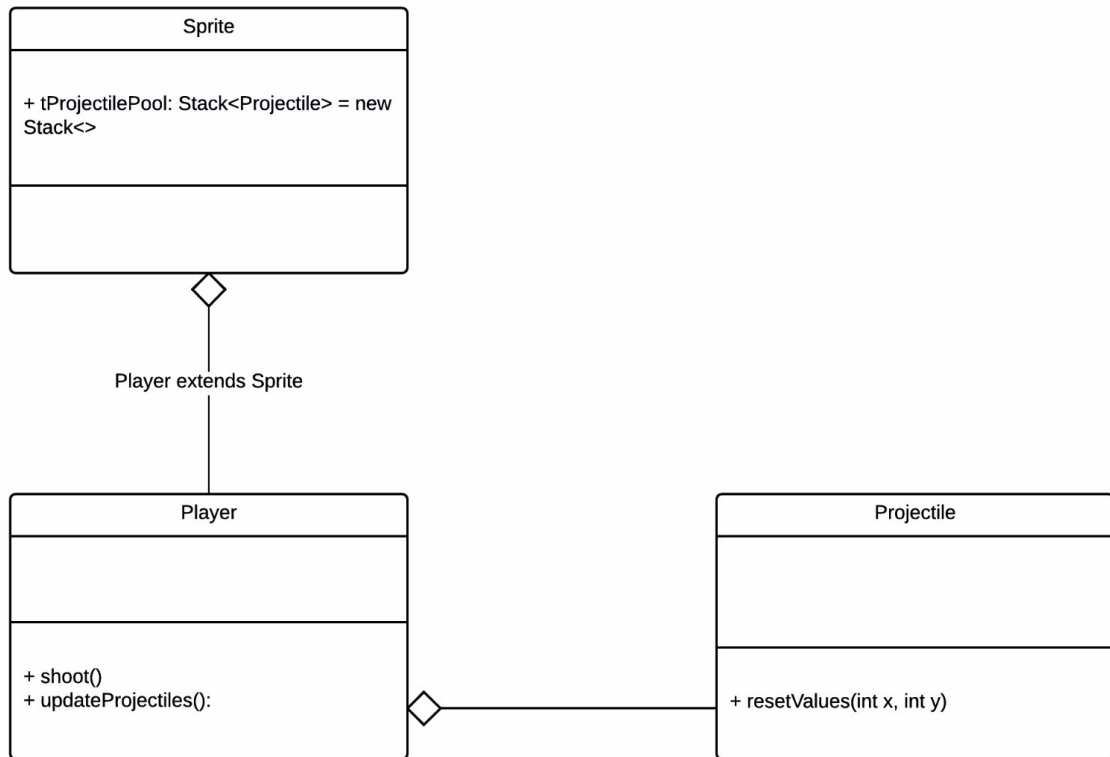 Sprite
+ tProjectilePool: Stack<Projectile> = new
Stack<>
Player extends Sprite
Player
+ shoot()
+ updateProjectiles():
Projectile
+ resetValues(int x, int y)